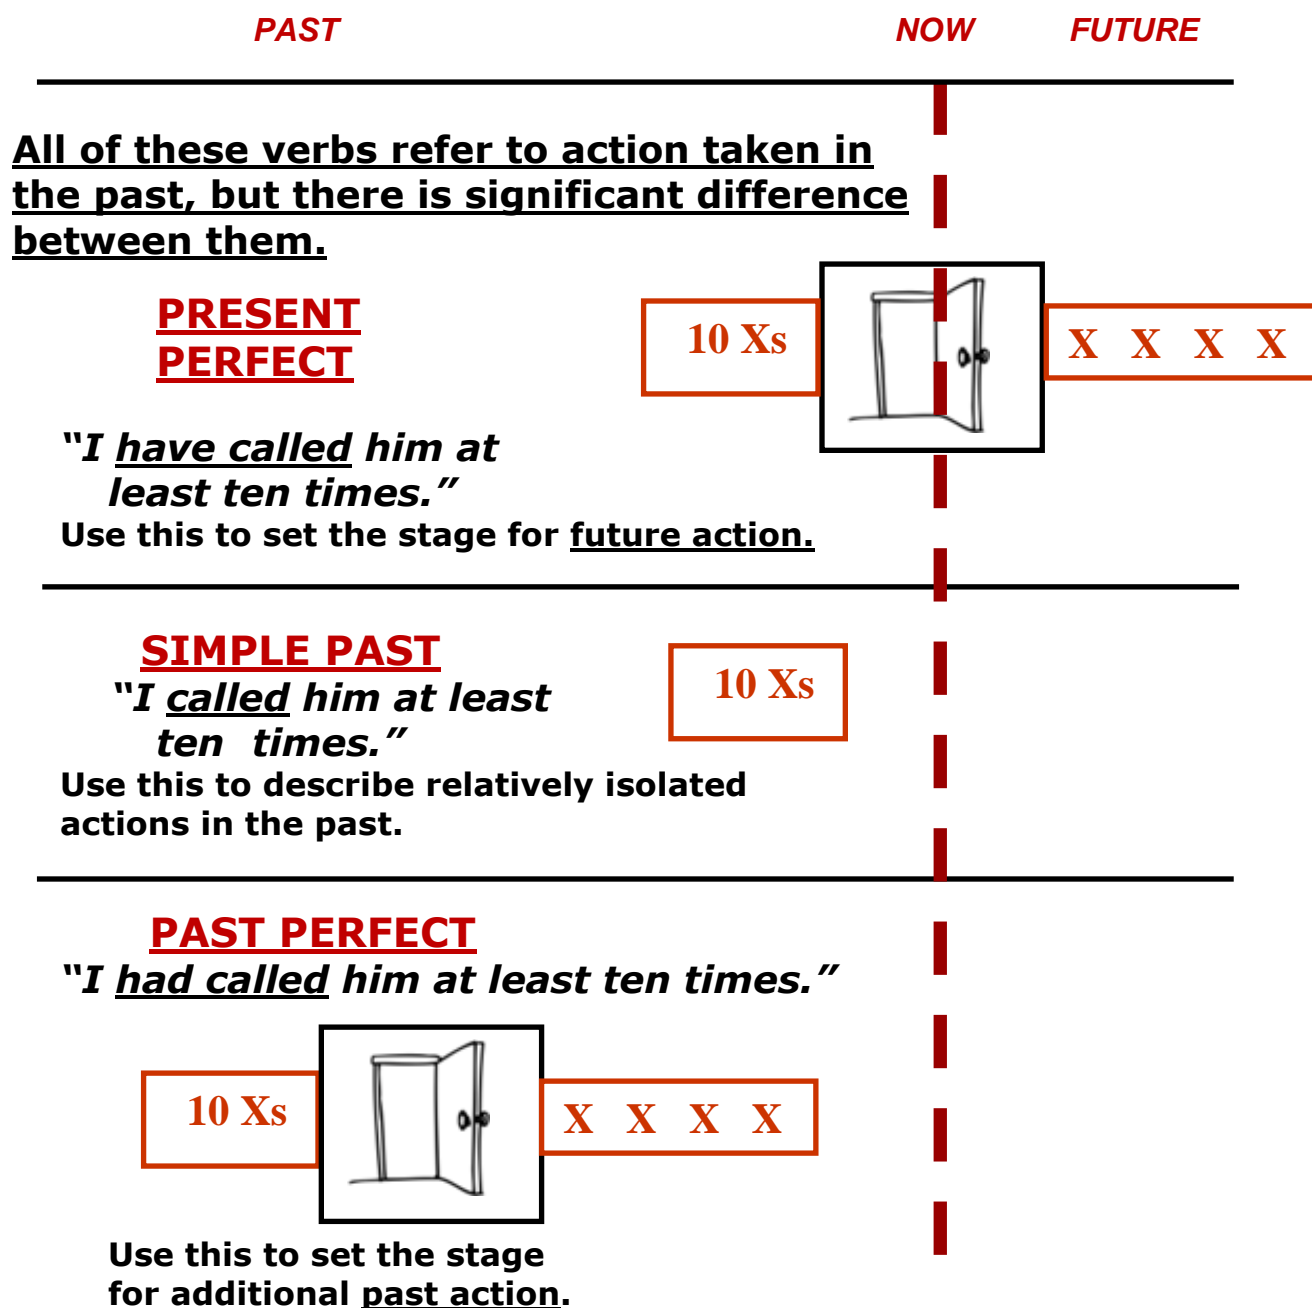 PAST NOW FUTURE
All of these verbs refer to action taken in
the past, but there is significant difference
between them.
PRESENT
PERFECT
10 Xs
X X X X
“I have called him at
least ten times.”
Use this to set the stage for future action.
SIMPLE PAST
“I called him at least
ten times.”
10 Xs
Use this to describe relatively isolated
actions in the past.
PAST PERFECT
“I had called him at least ten times.”
10 Xs
X X X X
Use this to set the stage
for additional past action.